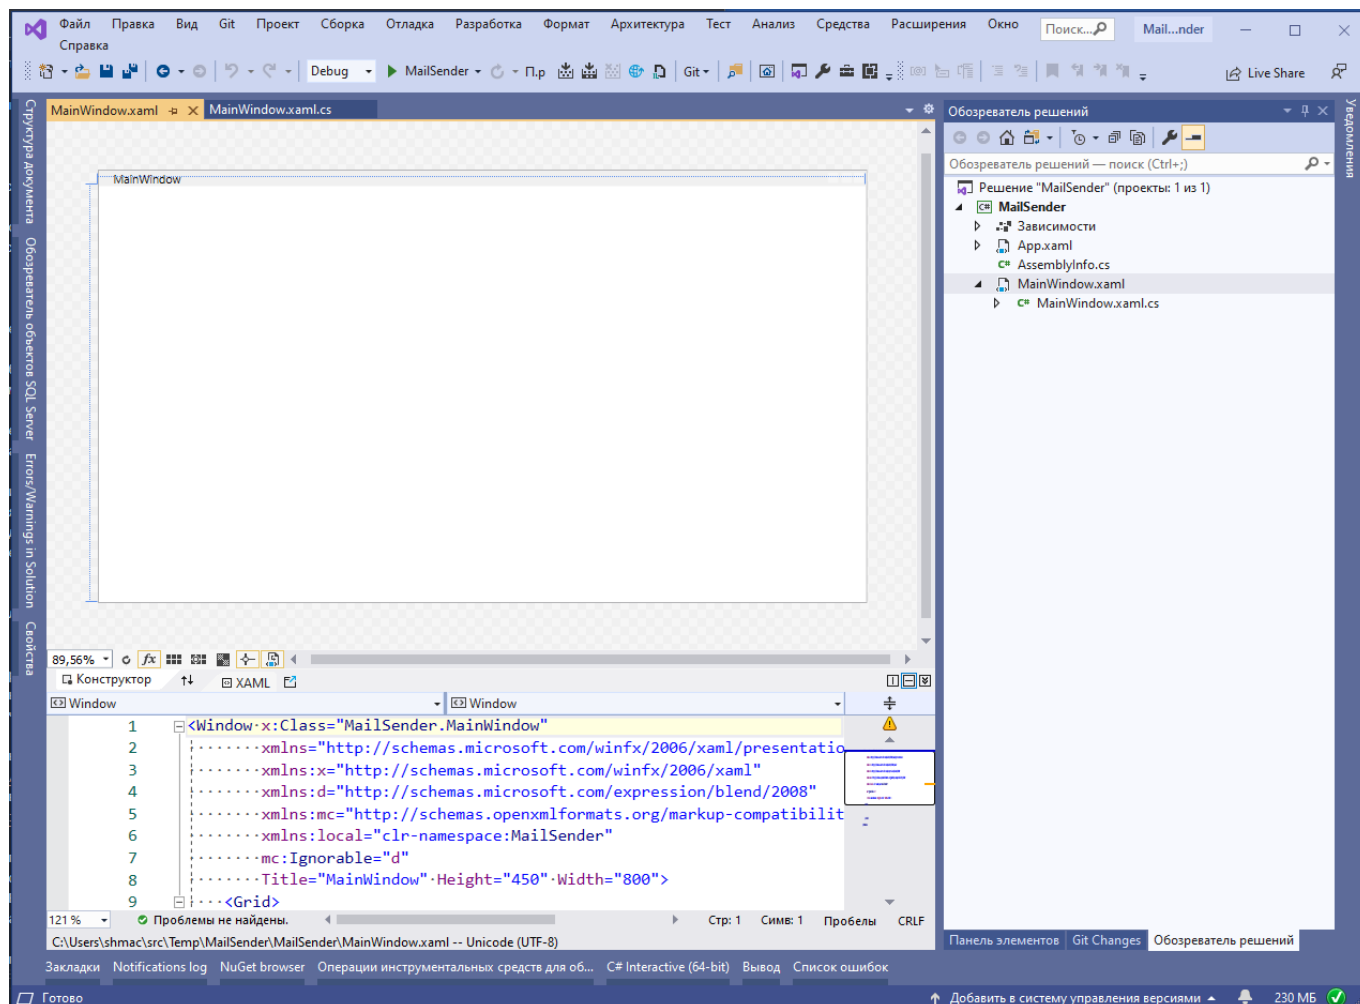 Файл Правка Вид Git Проект Сборка Отладка Разработка Формат Архитектура Тест Анализ Средства Расширения Окно Поиск... Mail...nder
Справка
Debug MailSender П.р Git Live Share
Структура документа
Обозреватель объектов SQL Server
Errors/Warnings in Solution
Свойства
MainWindow.xaml MainWindow.xaml.cs
MainWindow
89,56% fx
Конструктор XAML
Window Window
1 <Window x:Class="MailSender.MainWindow"
2 xmlns="http://schemas.microsoft.com/winfx/2006/xaml/presentatio
3 xmlns:x="http://schemas.microsoft.com/winfx/2006/xaml"
4 xmlns:d="http://schemas.microsoft.com/expression/blend/2008"
5 xmlns:mc="http://schemas.openxmlformats.org/markup-compatibilit
6 xmlns:local="clr-namespace:MailSender"
7 mc:Ignorable="d"
8 Title="MainWindow" Height="450" Width="800">
9 <Grid>
121 % Проблемы не найдены. Стр: 1 Симв: 1 Пробелы CRLF
C:\Users\shmac\src\Temp\MailSender\MailSender\MainWindow.xaml -- Unicode (UTF-8)
Обозреватель решений
Обозреватель решений — поиск (Ctrl+;)
Решение "MailSender" (проекты: 1 из 1)
C# MailSender
Зависимости
App.xaml
C# AssemblyInfo.cs
MainWindow.xaml
C# MainWindow.xaml.cs
Панель элементов Git Changes Обозреватель решений
Уведомления
Закладки Notifications log NuGet browser Операции инструментальных средств для об... C# Interactive (64-bit) Вывод Список ошибок
Готово Добавить в систему управления версиями 230 МБ